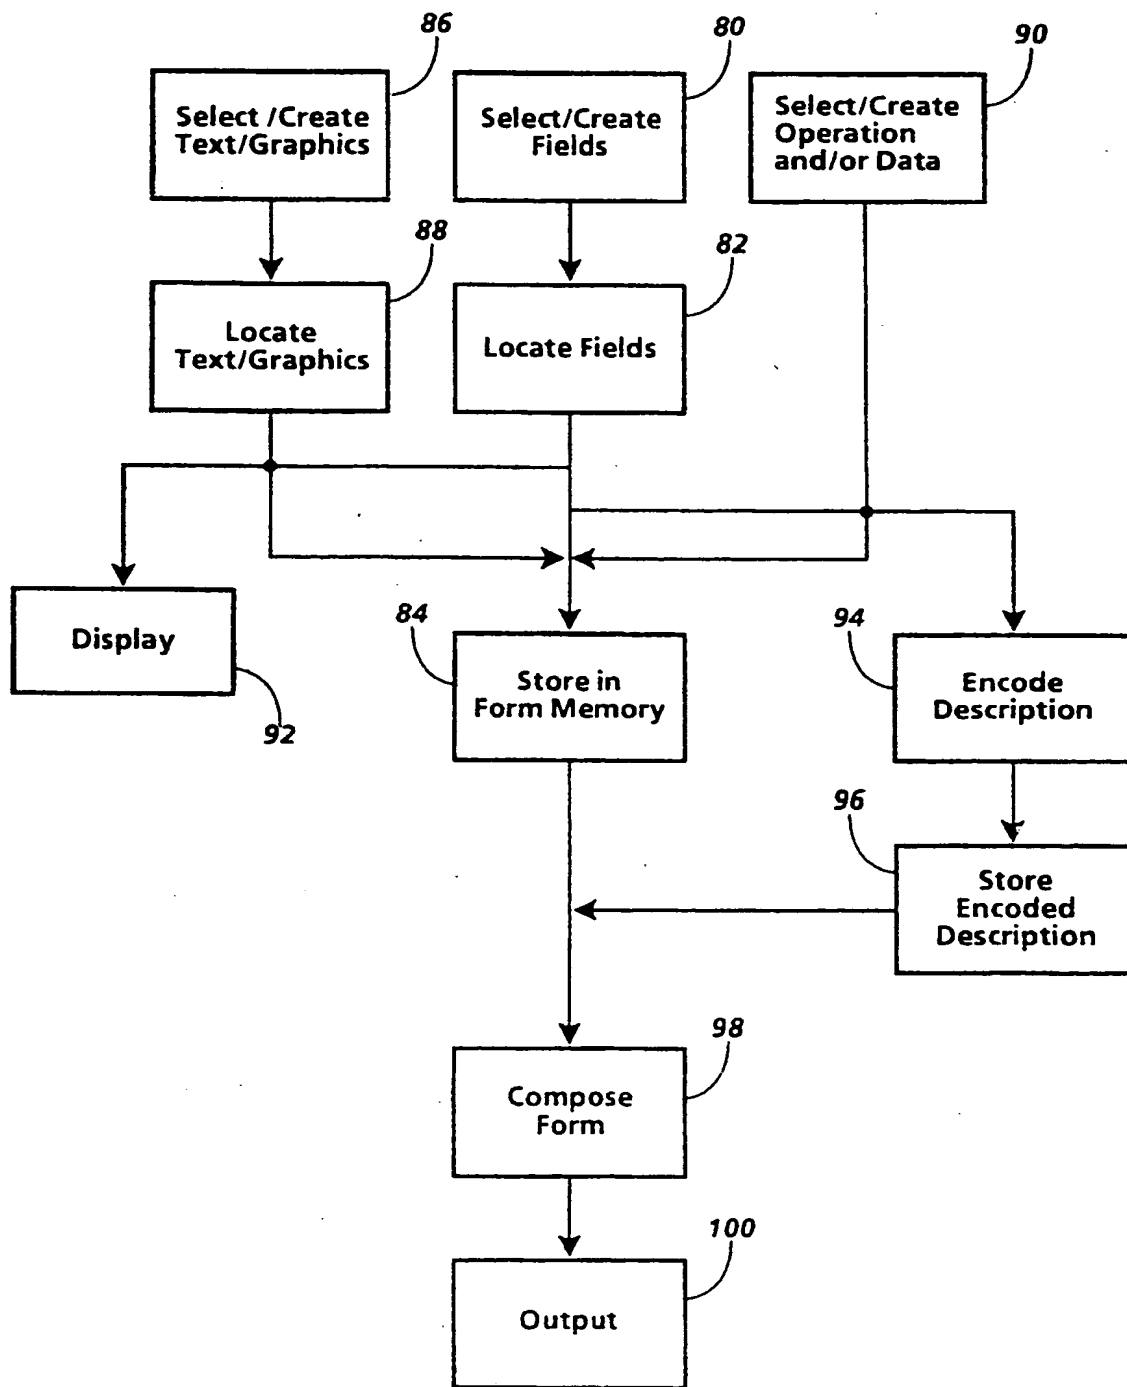 86
80
90
Select /Create
Text/Graphics
Select/Create
Fields
Select/Create
Operation
and/or Data
88
82
Locate
Text/Graphics
Locate Fields
Display
92
84
Store in
Form Memory
94
Encode
Description
96
Store
Encoded
Description
98
Compose
Form
100
Output